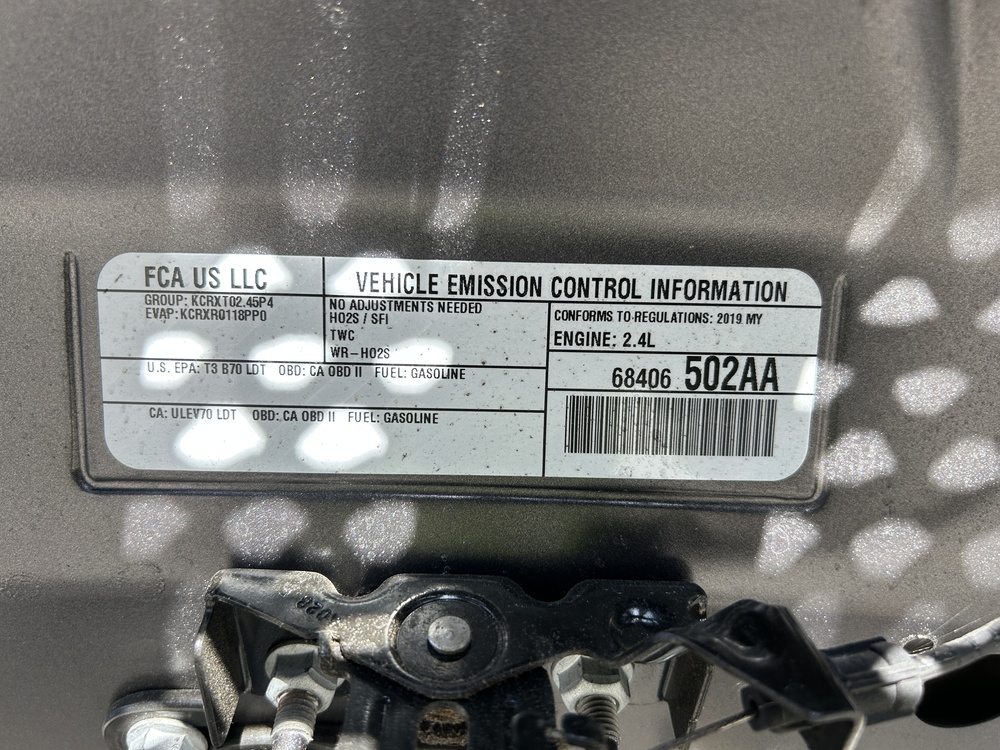 FCA US LLC
VEHICLE EMISSION CONTROL INFORMATION
GROUP: KCRXT02.45P4
EVAP: KCRXR0118PP0
NO ADJUSTMENTS NEEDED
HO2S / SFI
TWC
WR-HO2S
CONFORMS TO REGULATIONS: 2019 MY
ENGINE: 2.4L
U.S. EPA: T3 B70 LDT OBD: CA OBD II FUEL: GASOLINE
68406 502AA
CA: ULEV70 LDT OBD: CA OBD II FUEL: GASOLINE